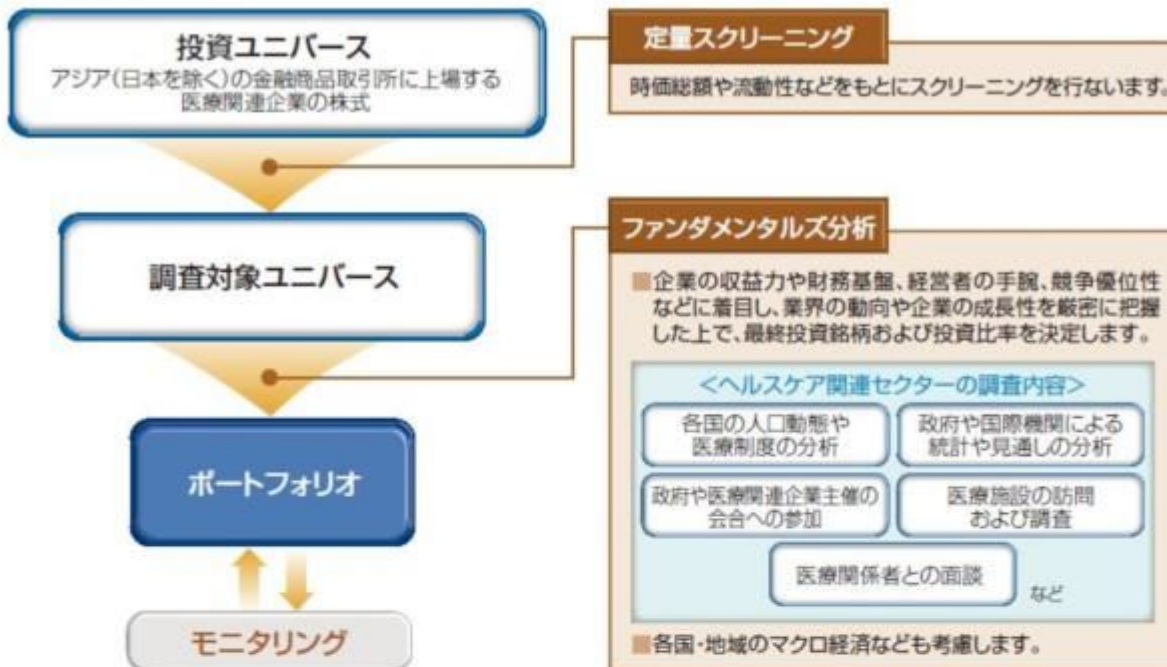 投資ユニバース
アジア(日本を除く)の金融商品取引所に上場する
医療関連企業の株式
定量スクリーニング
時価総額や流動性などをもとにスクリーニングを行ないます。
調査対象ユニバース
ファンダメンタルズ分析
■企業の収益力や財務基盤、経営者の手腕、競争優位性
などに着目し、業界の動向や企業の成長性を厳密に把握
した上で、最終投資銘柄および投資比率を決定します。
<ヘルスケア関連セクターの調査内容>
各国の人口動態や
医療制度の分析
政府や国際機関による
統計や見通しの分析
政府や医療関連企業主催の
会合への参加
医療施設の訪問
および調査
医療関係者との面談
など
■各国・地域のマクロ経済なども考慮します。
ポートフォリオ
モニタリング